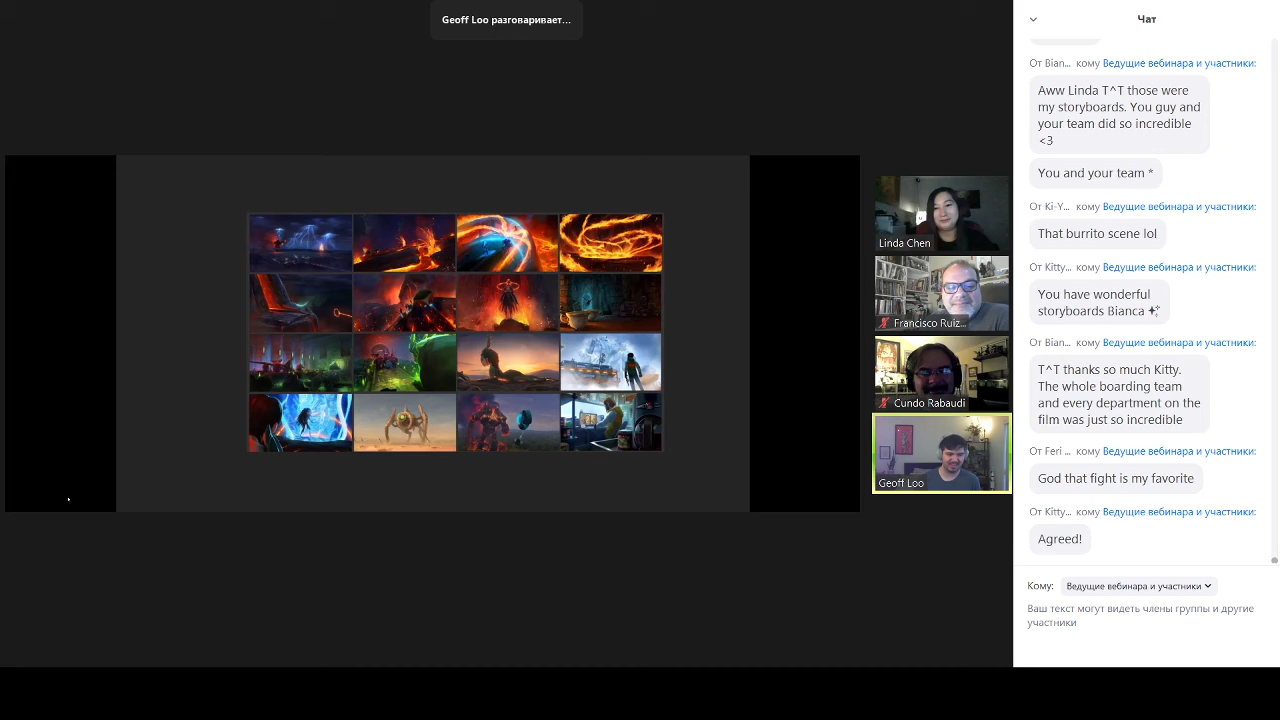 Geoff Loo разговаривает...
Linda Chen
Francisco Ruiz...
Cundo Rabaudi
Geoff Loo
Чат
От Bian... кому Ведущие вебинара и участники:
Aww Linda T^T those were
my storyboards. You guy and
your team did so incredible
<3
You and your team *
От Ki-Y... кому Ведущие вебинара и участники:
That burrito scene lol
От Kitty... кому Ведущие вебинара и участники:
You have wonderful
storyboards Bianca ✨
От Bian... кому Ведущие вебинара и участники:
T^T thanks so much Kitty.
The whole boarding team
and every department on the
film was just so incredible
От Feri ... кому Ведущие вебинара и участники:
God that fight is my favorite
От Kitty... кому Ведущие вебинара и участники:
Agreed!
Кому: Ведущие вебинара и участники
Ваш текст могут видеть члены группы и другие
участники